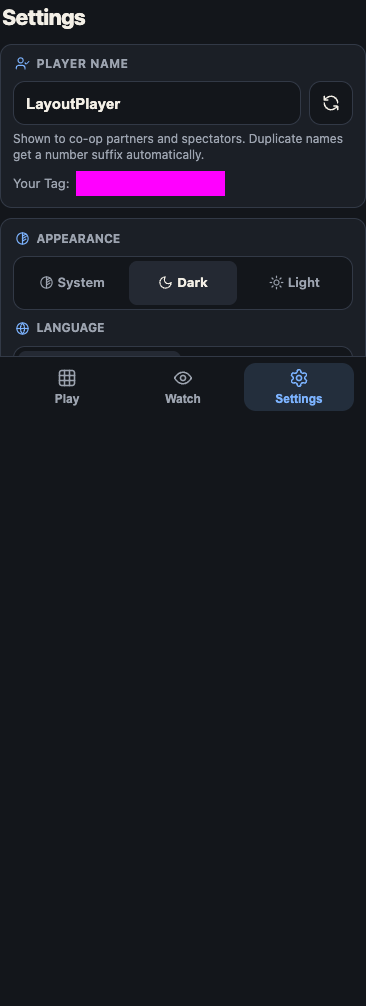 Settings
PLAYER NAME
LayoutPlayer
Shown to co-op partners and spectators. Duplicate names
get a number suffix automatically.
Your Tag:
APPEARANCE
System
Dark
Light
LANGUAGE
Play
Watch
Settings